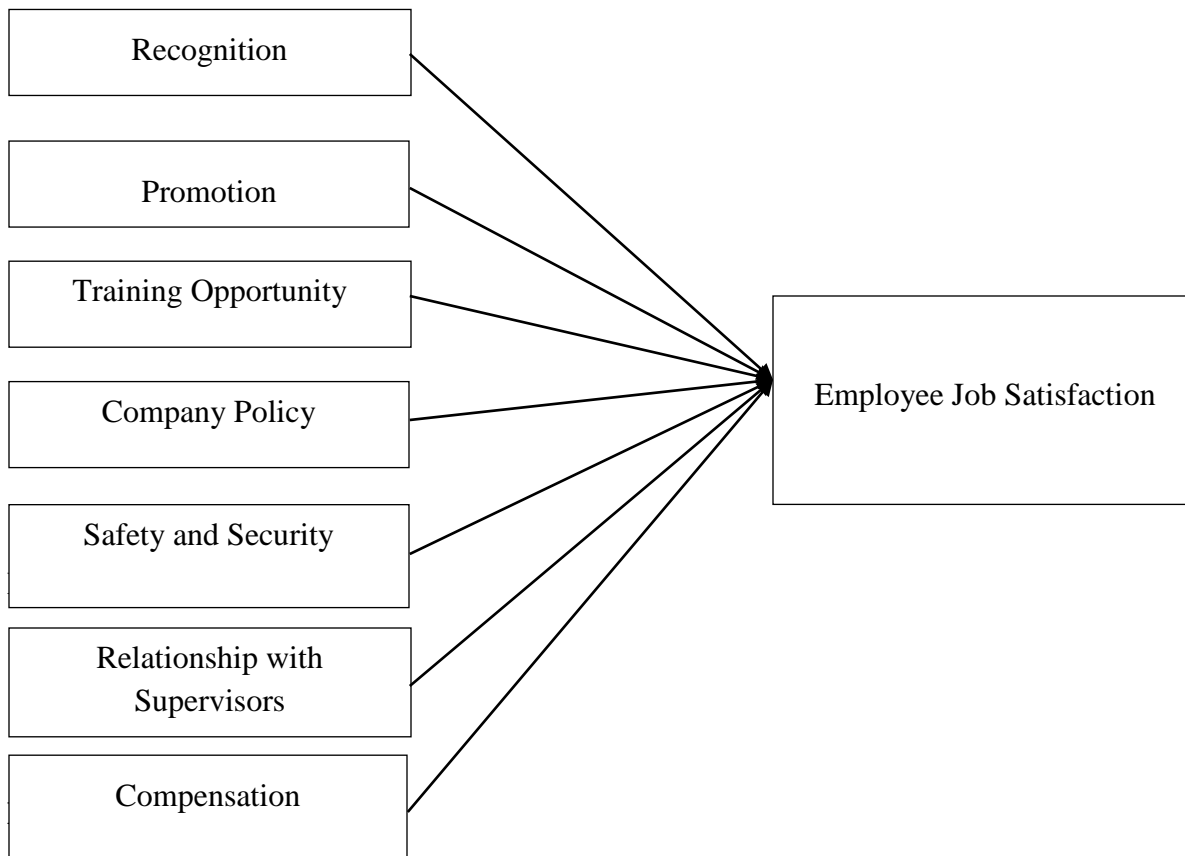 Recognition
Promotion
Training Opportunity
Company Policy
Safety and Security
Relationship with
Supervisors
Compensation
Employee Job Satisfaction